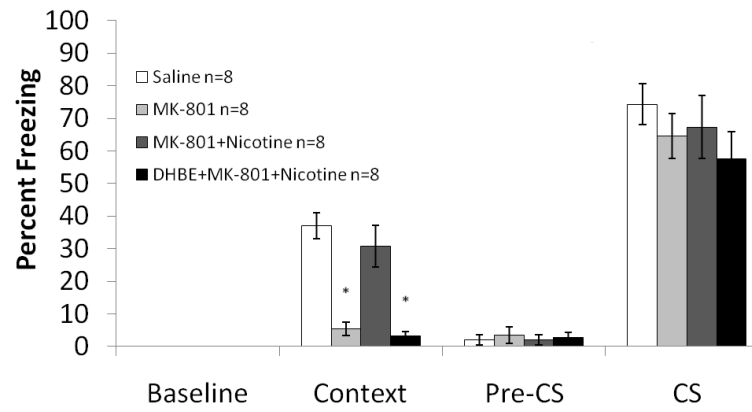 100
90
80
70
60
50
40
30
20
10
0
Percent Freezing
Saline n=8
MK-801 n=8
MK-801+Nicotine n=8
DHBE+MK-801+Nicotine n=8
*
*
Baseline Context Pre-CS CS